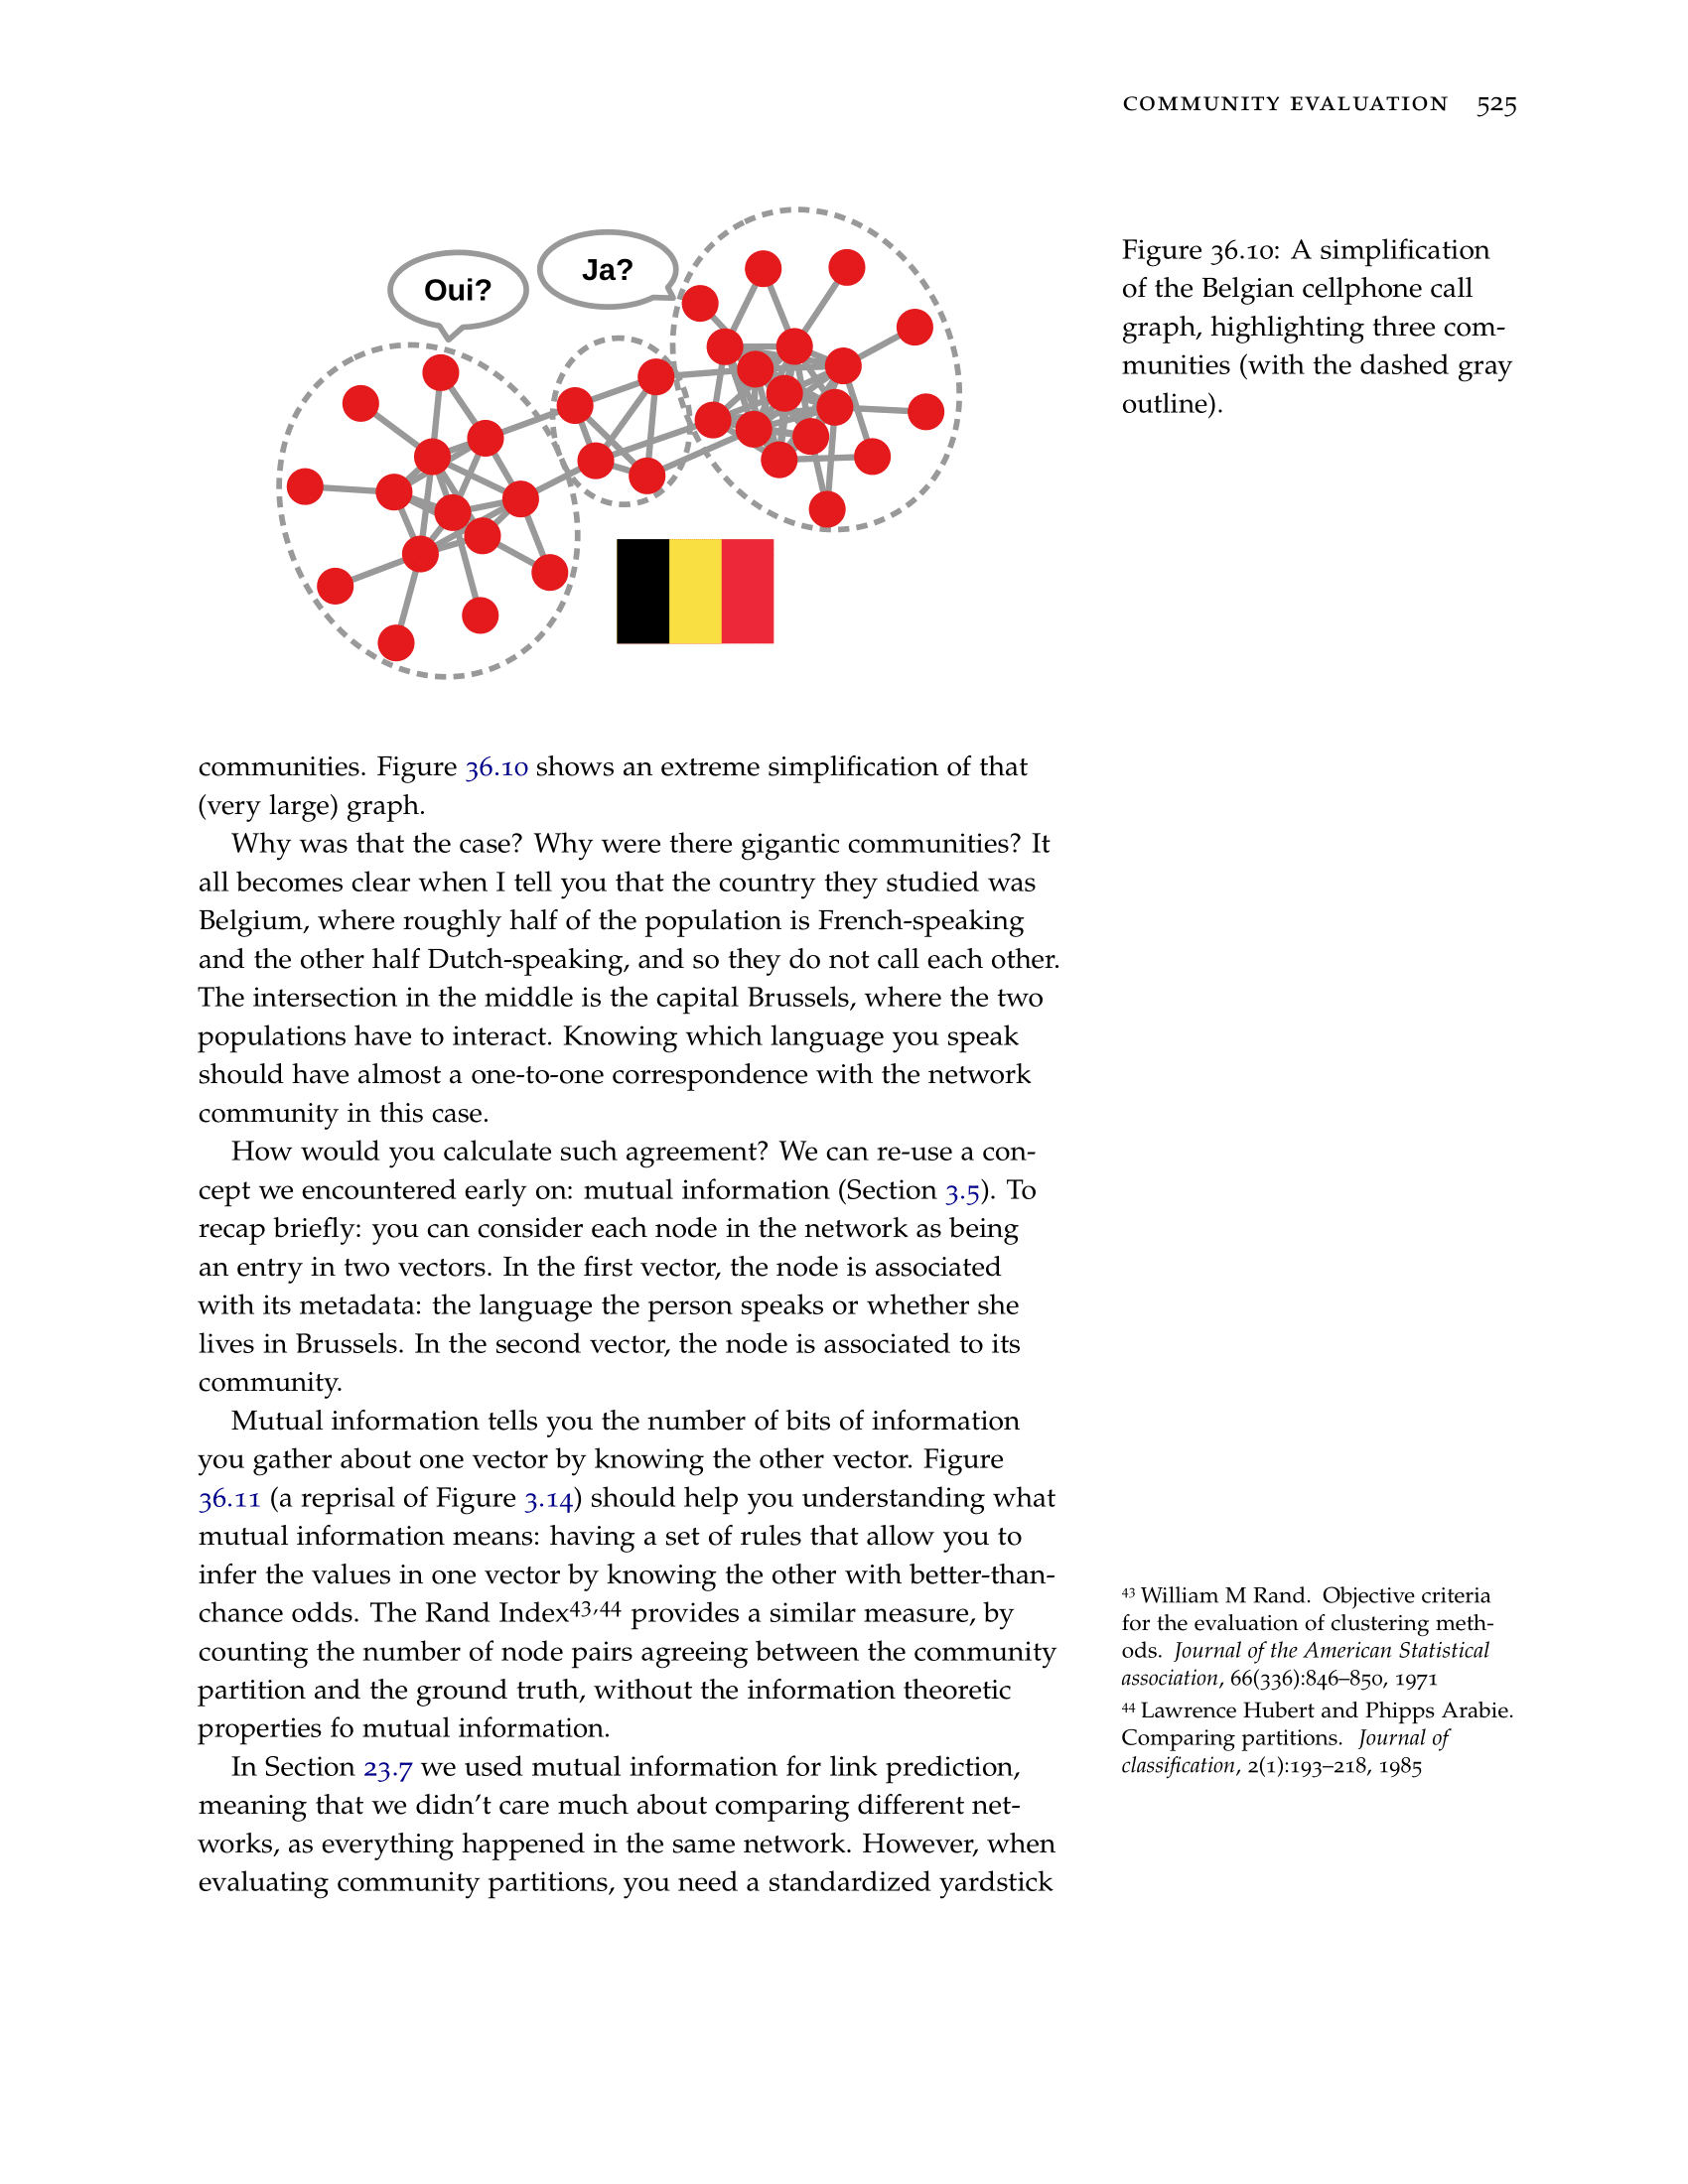 COMMUNITY EVALUATION 525
Oui?
Ja?
Figure 36.10: A simplification
of the Belgian cellphone call
graph, highlighting three com-
munities (with the dashed gray
outline).
communities. Figure 36.10 shows an extreme simplification of that
(very large) graph.
Why was that the case? Why were there gigantic communities? It
all becomes clear when I tell you that the country they studied was
Belgium, where roughly half of the population is French-speaking
and the other half Dutch-speaking, and so they do not call each other.
The intersection in the middle is the capital Brussels, where the two
populations have to interact. Knowing which language you speak
should have almost a one-to-one correspondence with the network
community in this case.
How would you calculate such agreement? We can re-use a con-
cept we encountered early on: mutual information (Section 3.5). To
recap briefly: you can consider each node in the network as being
an entry in two vectors. In the first vector, the node is associated
with its metadata: the language the person speaks or whether she
lives in Brussels. In the second vector, the node is associated to its
community.
Mutual information tells you the number of bits of information
you gather about one vector by knowing the other vector. Figure
36.11 (a reprisal of Figure 3.14) should help you understanding what
mutual information means: having a set of rules that allow you to
infer the values in one vector by knowing the other with better-than-
chance odds. The Rand Index43,44 provides a similar measure, by
counting the number of node pairs agreeing between the community
partition and the ground truth, without the information theoretic
properties fo mutual information.
In Section 23.7 we used mutual information for link prediction,
meaning that we didn't care much about comparing different net-
works, as everything happened in the same network. However, when
evaluating community partitions, you need a standardized yardstick
43 William M Rand. Objective criteria
for the evaluation of clustering meth-
ods. Journal of the American Statistical
association, 66(336):846–850, 1971
44 Lawrence Hubert and Phipps Arabie.
Comparing partitions. Journal of
classification, 2(1):193–218, 1985